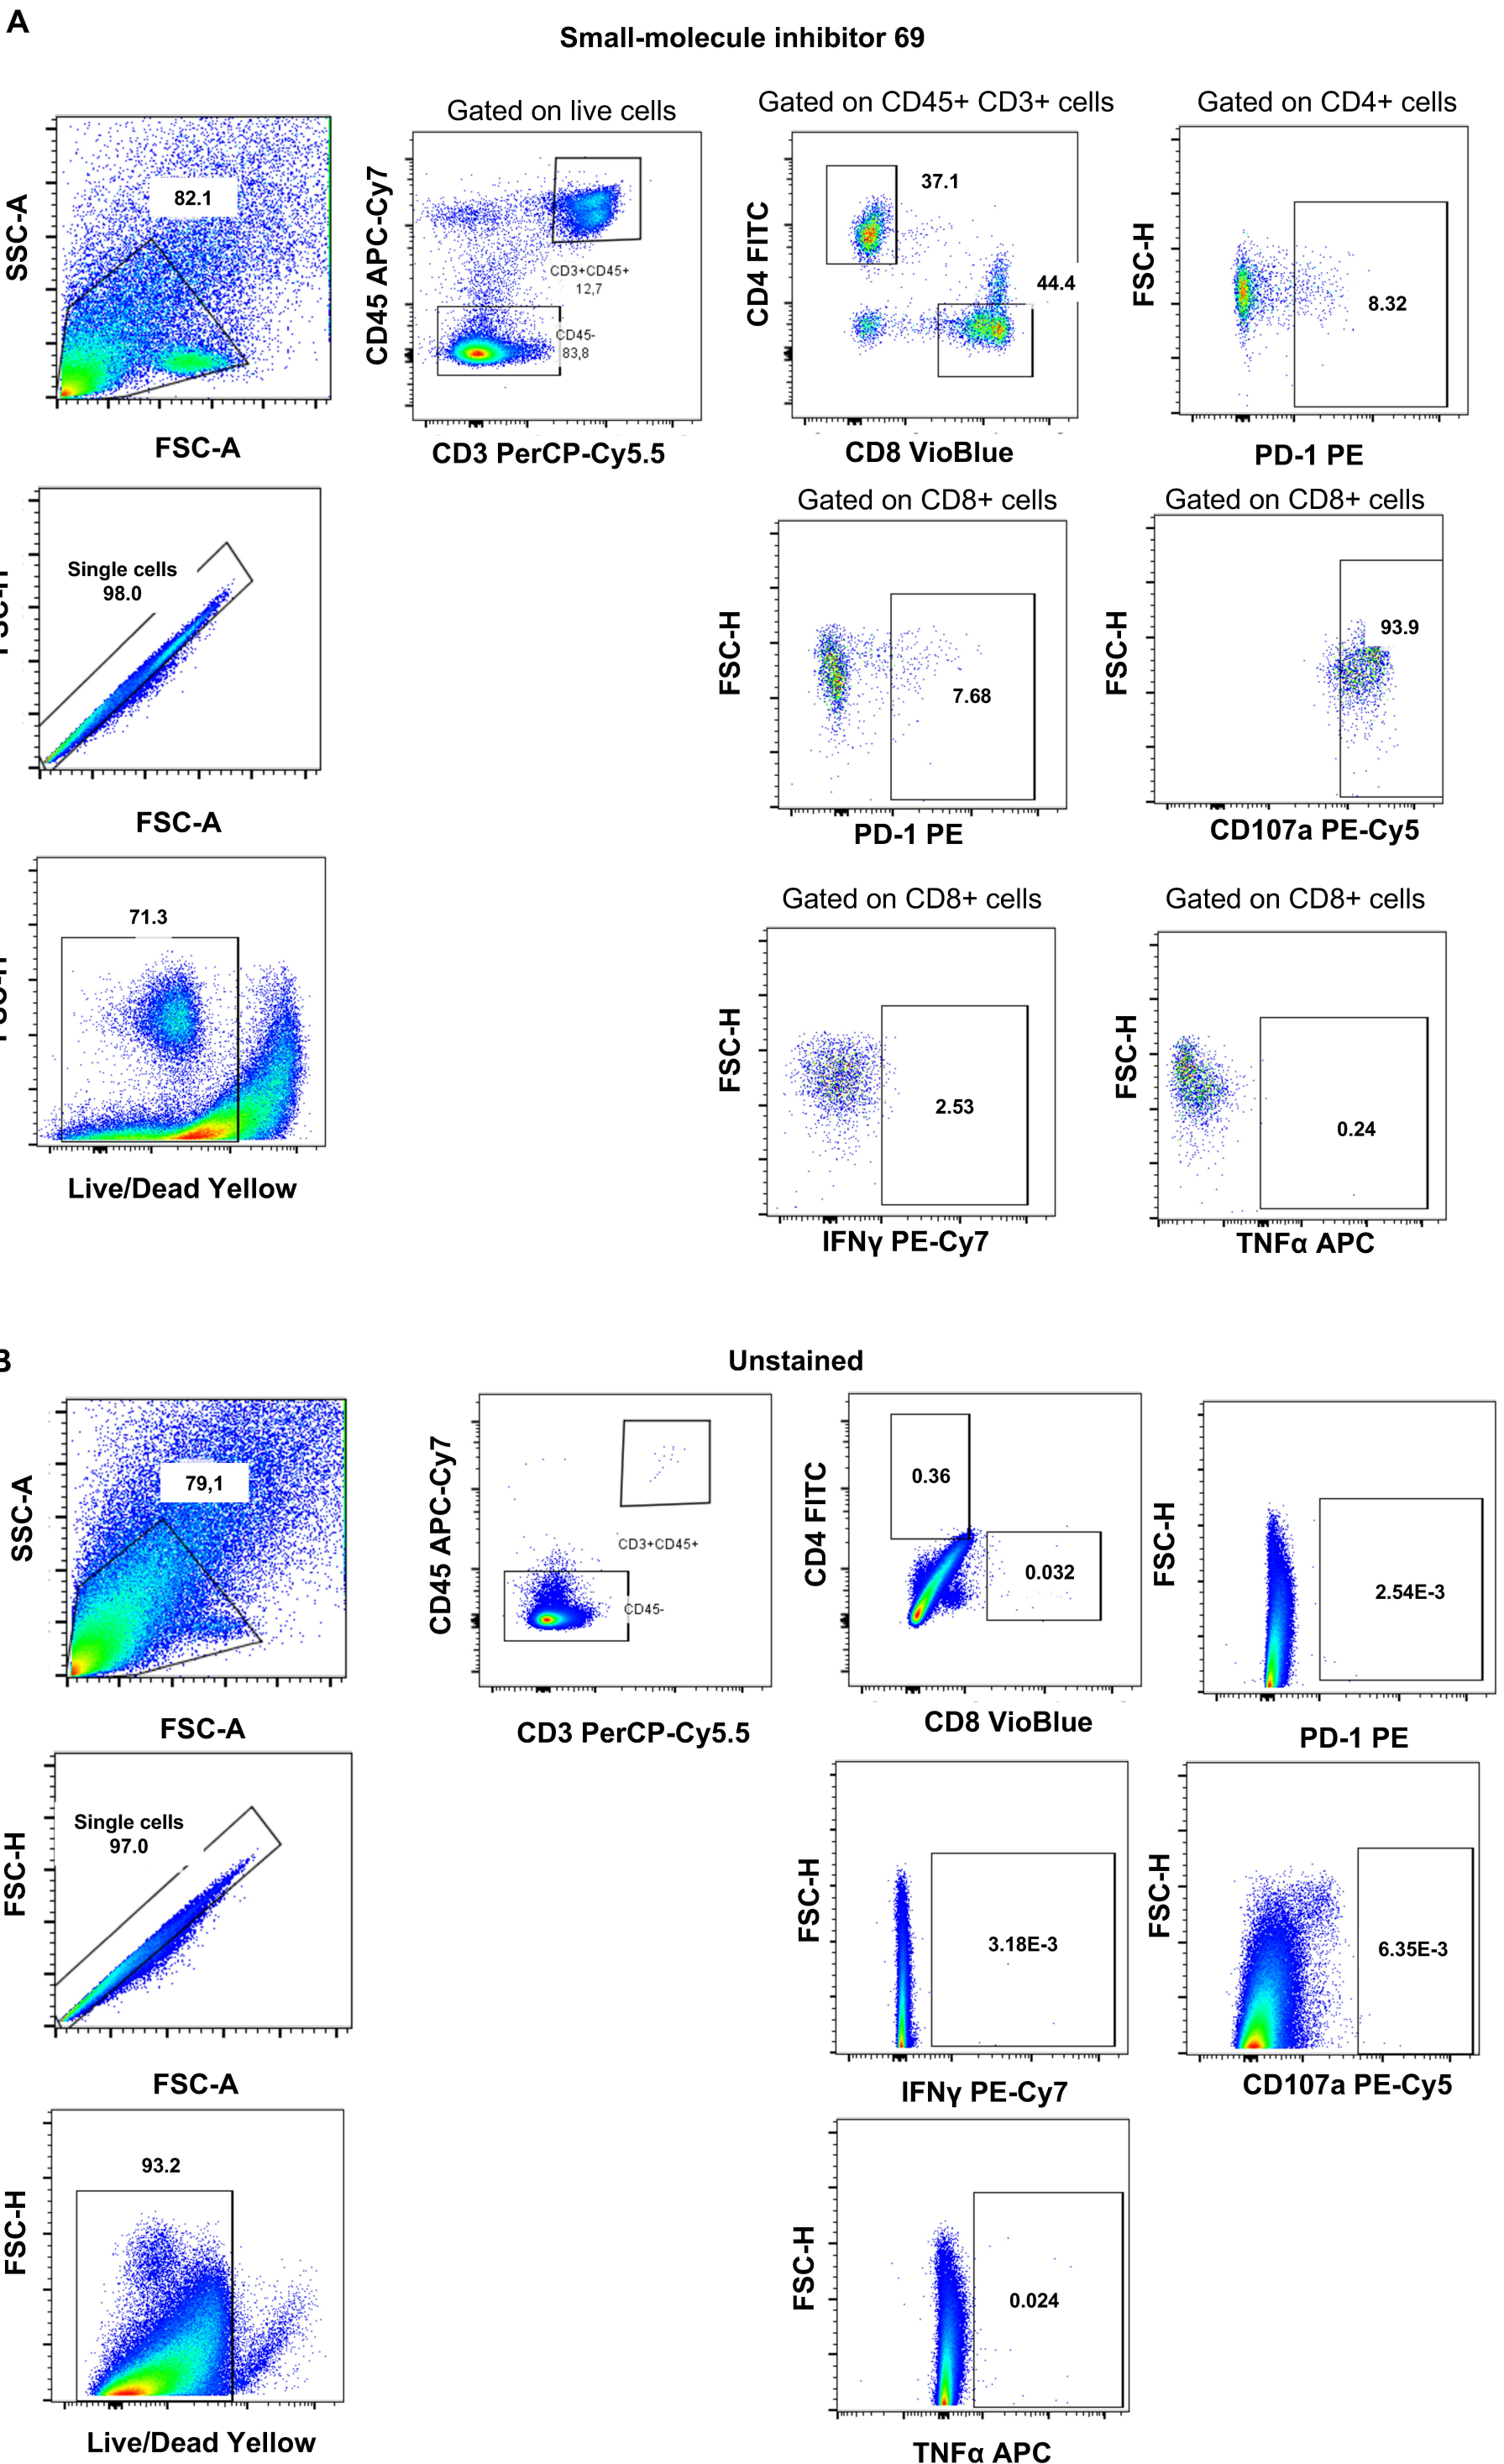 A
Small-molecule inhibitor 69
SSC-A
82.1
FSC-A
Gated on live cells
CD45 APC-Cy7
CD3+CD45+
12,7
CD45-
83,8
CD3 PerCP-Cy5.5
Gated on CD45+ CD3+ cells
CD4 FITC
37.1
44.4
CD8 VioBlue
Gated on CD4+ cells
FSC-H
8.32
PD-1 PE
Single cells
98.0
FSC-A
Gated on CD8+ cells
FSC-H
7.68
PD-1 PE
Gated on CD8+ cells
FSC-H
93.9
CD107a PE-Cy5
71.3
Live/Dead Yellow
Gated on CD8+ cells
FSC-H
2.53
IFNγ PE-Cy7
Gated on CD8+ cells
FSC-H
0.24
TNFα APC
B
Unstained
SSC-A
79,1
FSC-A
CD45 APC-Cy7
CD3+CD45+
CD45-
CD3 PerCP-Cy5.5
CD4 FITC
0.36
0.032
CD8 VioBlue
FSC-H
2.54E-3
PD-1 PE
FSC-H
Single cells
97.0
FSC-A
FSC-H
3.18E-3
IFNγ PE-Cy7
FSC-H
6.35E-3
CD107a PE-Cy5
FSC-H
93.2
Live/Dead Yellow
FSC-H
0.024
TNFα APC